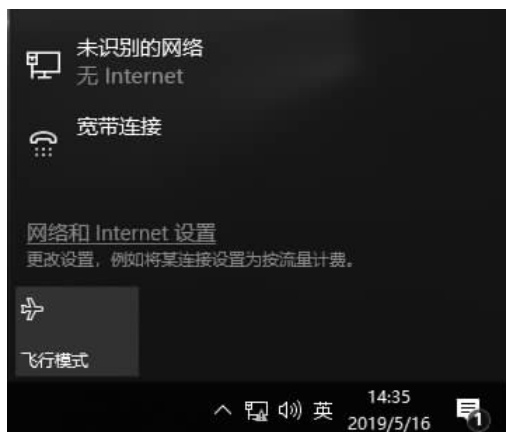 未识别的网络
无 Internet
宽带连接
网络和 Internet 设置
更改设置，例如将某连接设置为按流量计费。
飞行模式
英
14:35
2019/5/16
1